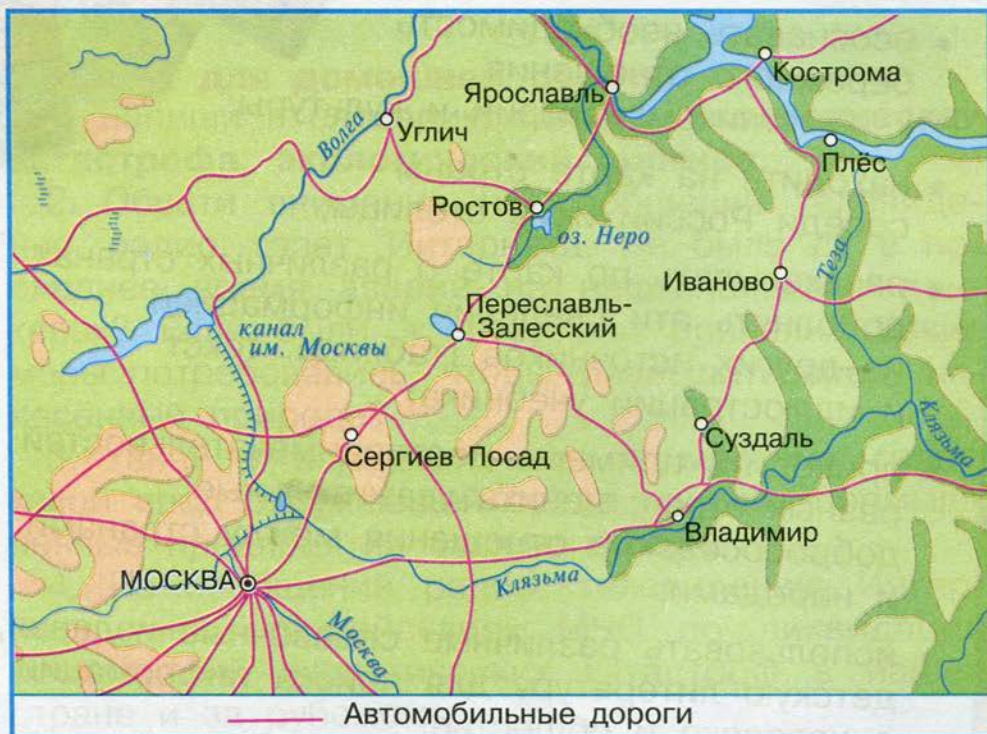 Кострома
Ярославль
Углич
Волга
Плёс
Ростов
оз. Неро
Теза
Иваново
Переславль-
Залесский
канал
им. Москвы
Суздаль
Клязьма
Сергиев Посад
Владимир
МОСКВА
Клязьма
Москва
Автомобильные дороги